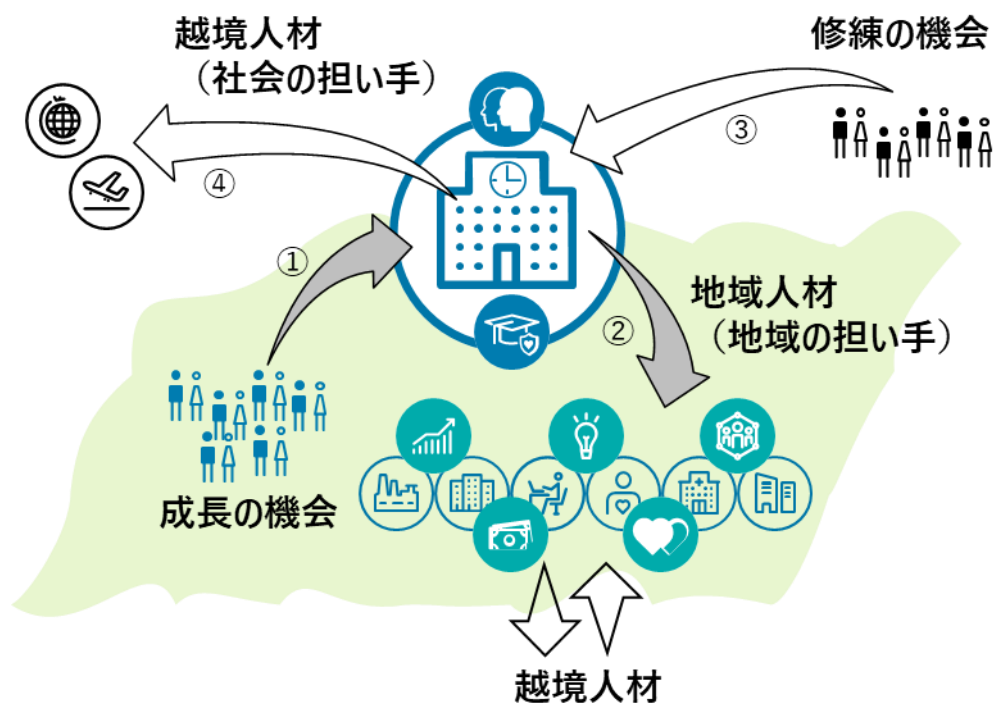 越境人材
（社会の担い手）
修練の機会
③
④
①
地域人材
（地域の担い手）
②
成長の機会
越境人材